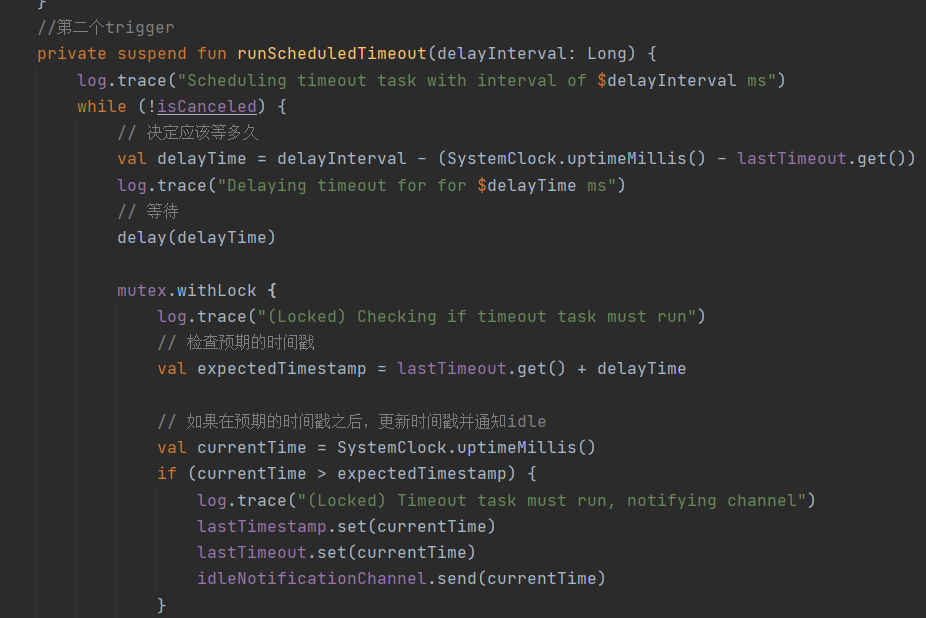 }
//第二个trigger
private suspend fun runScheduledTimeout(delayInterval: Long) {
log.trace("Scheduling timeout task with interval of $delayInterval ms")
while (!isCanceled) {
// 决定应该等多久
val delayTime = delayInterval - (SystemClock.uptimeMillis() - lastTimeout.get())
log.trace("Delaying timeout for for $delayTime ms")
// 等待
delay(delayTime)
mutex.withLock {
log.trace("(Locked) Checking if timeout task must run")
// 检查预期的时间戳
val expectedTimestamp = lastTimeout.get() + delayTime
// 如果在预期的时间戳之后，更新时间戳并通知idle
val currentTime = SystemClock.uptimeMillis()
if (currentTime > expectedTimestamp) {
log.trace("(Locked) Timeout task must run, notifying channel")
lastTimestamp.set(currentTime)
lastTimeout.set(currentTime)
idleNotificationChannel.send(currentTime)
}